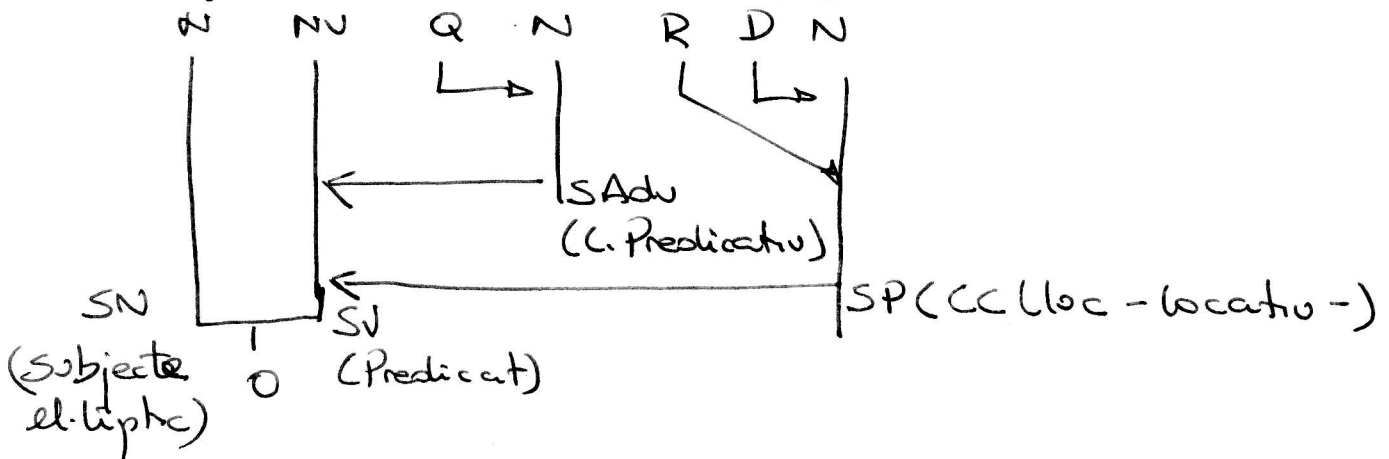 N NV Q N R D N
SAdv
(C. Predicatiu)
SN SV SP (CC Lloc - locatiu -)
(Subjecte O (Predicat)
el·líptic)